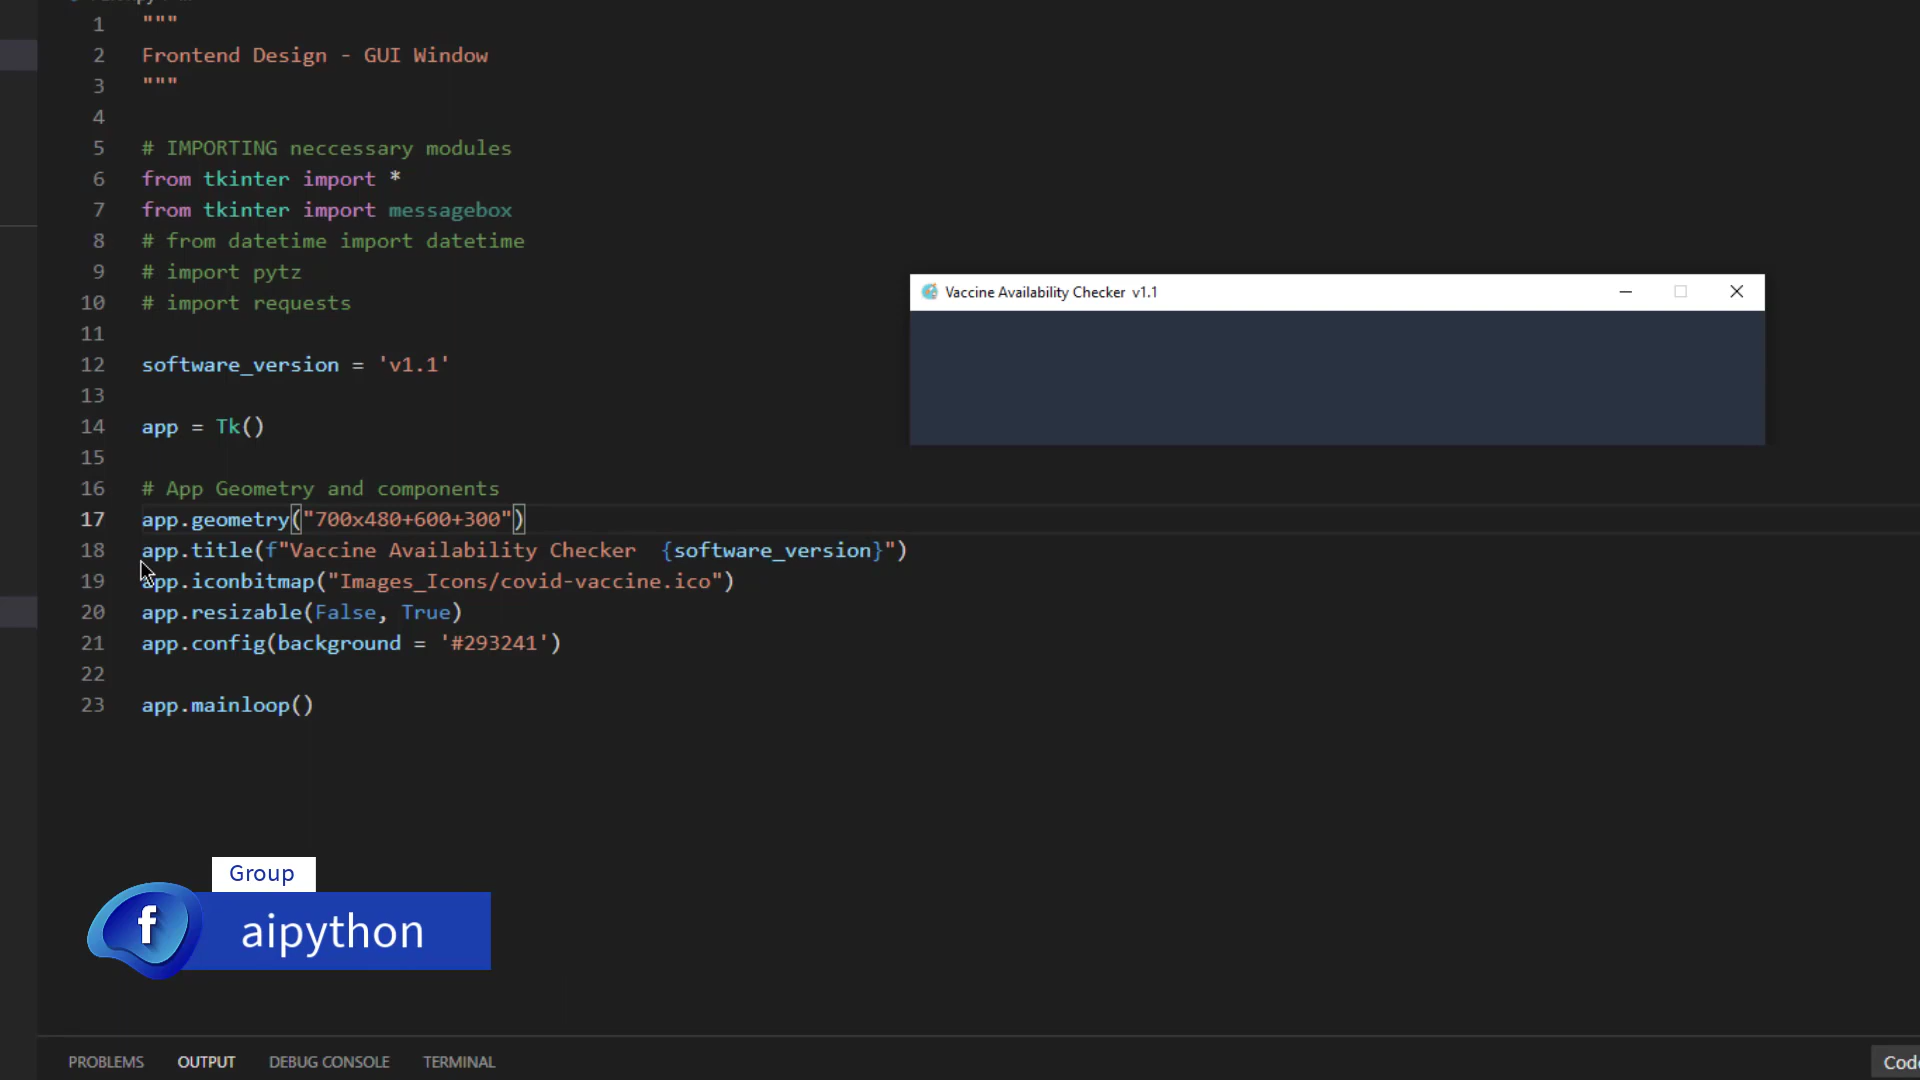 1 """
2 Frontend Design - GUI Window
3 """
4
5 # IMPORTING neccessary modules
6 from tkinter import *
7 from tkinter import messagebox
8 # from datetime import datetime
9 # import pytz
10 # import requests
11
12 software_version = 'v1.1'
13
14 app = Tk()
15
16 # App Geometry and components
17 app.geometry("700x480+600+300")
18 app.title(f"Vaccine Availability Checker  {software_version}")
19 app.iconbitmap("Images_Icons/covid-vaccine.ico")
20 app.resizable(False, True)
21 app.config(background = '#293241')
22
23 app.mainloop()
Vaccine Availability Checker v1.1
Group
f
aipython
PROBLEMS OUTPUT DEBUG CONSOLE TERMINAL